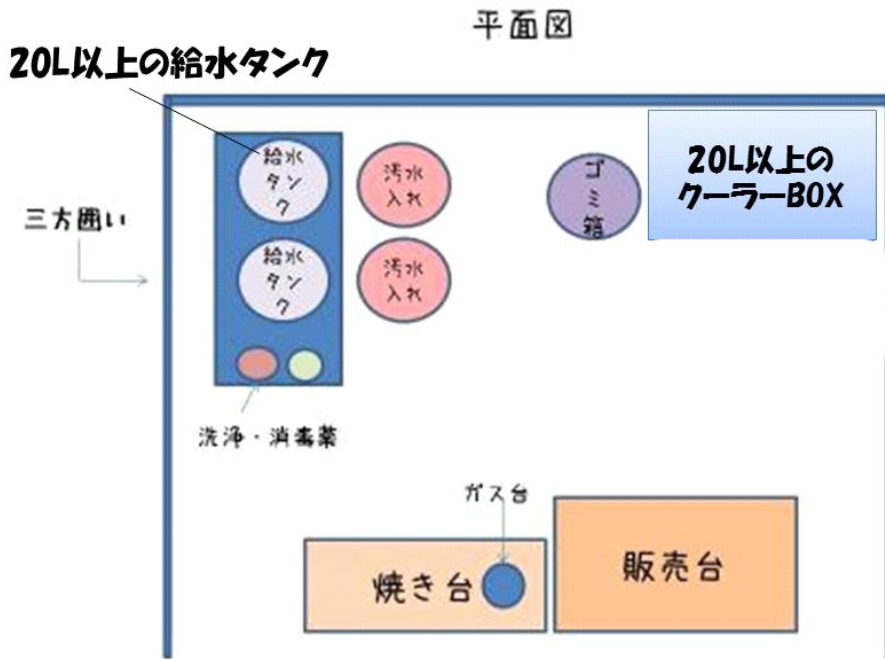 平面図
20L以上の給水タンク
給水
タン
ク
汚水
入れ
ゴ
ミ
箱
20L以上の
クーラーBOX
三方囲い
給水
タン
ク
汚水
入れ
洗浄・消毒薬
ガス台
焼き台
販売台